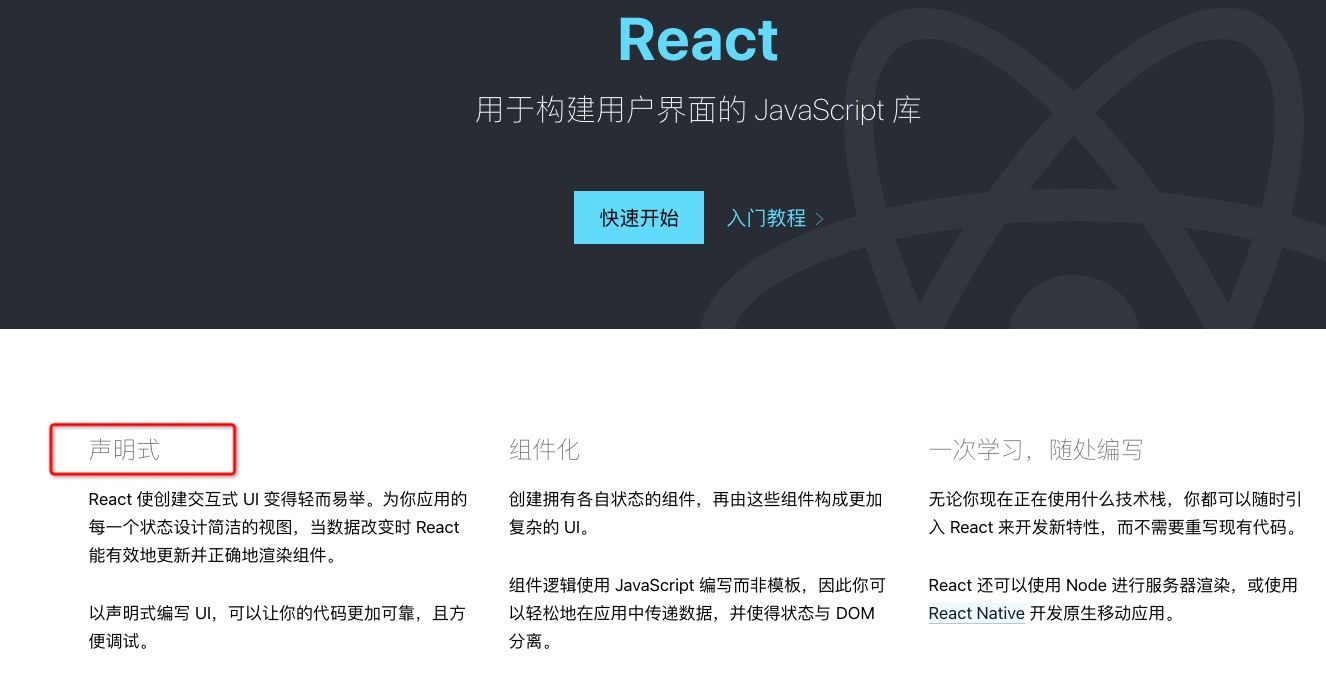 React
用于构建用户界面的 JavaScript 库
快速开始
入门教程 >
声明式
React 使创建交互式 UI 变得轻而易举。为你应用的
每一个状态设计简洁的视图，当数据改变时 React
能有效地更新并正确地渲染组件。
以声明式编写 UI，可以让你的代码更加可靠，且方
便调试。
组件化
创建拥有各自状态的组件，再由这些组件构成更加
复杂的 UI。
组件逻辑使用 JavaScript 编写而非模板，因此你可
以轻松地在应用中传递数据，并使得状态与 DOM
分离。
一次学习，随处编写
无论你现在正在使用什么技术栈，你都可以随时引
入 React 来开发新特性，而不需要重写现有代码。
React 还可以使用 Node 进行服务器渲染，或使用
React Native 开发原生移动应用。